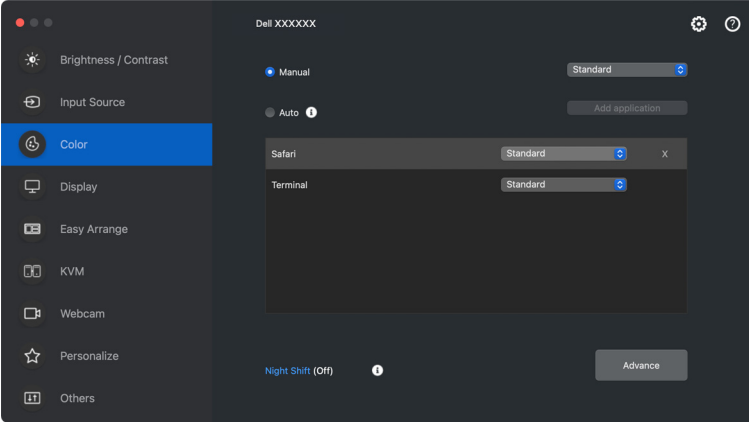 Dell XXXXXX
Brightness / Contrast
Input Source
Color
Display
Easy Arrange
KVM
Webcam
Personalize
Others
Manual
Standard
Auto
Add application
Safari
Standard
X
Terminal
Standard
Night Shift (Off)
Advance